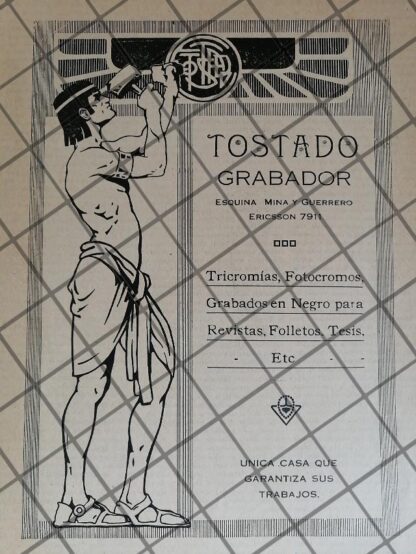 TOSTADO
GRABADOR
ESQUINA MINA Y GUERRERO
ERICSSON 7911
Tricromías, Fotocromos,
Grabados en Negro para
Revistas, Folletos, Tesis,
- Etc - -
UNICA CASA QUE
GARANTIZA SUS
TRABAJOS.